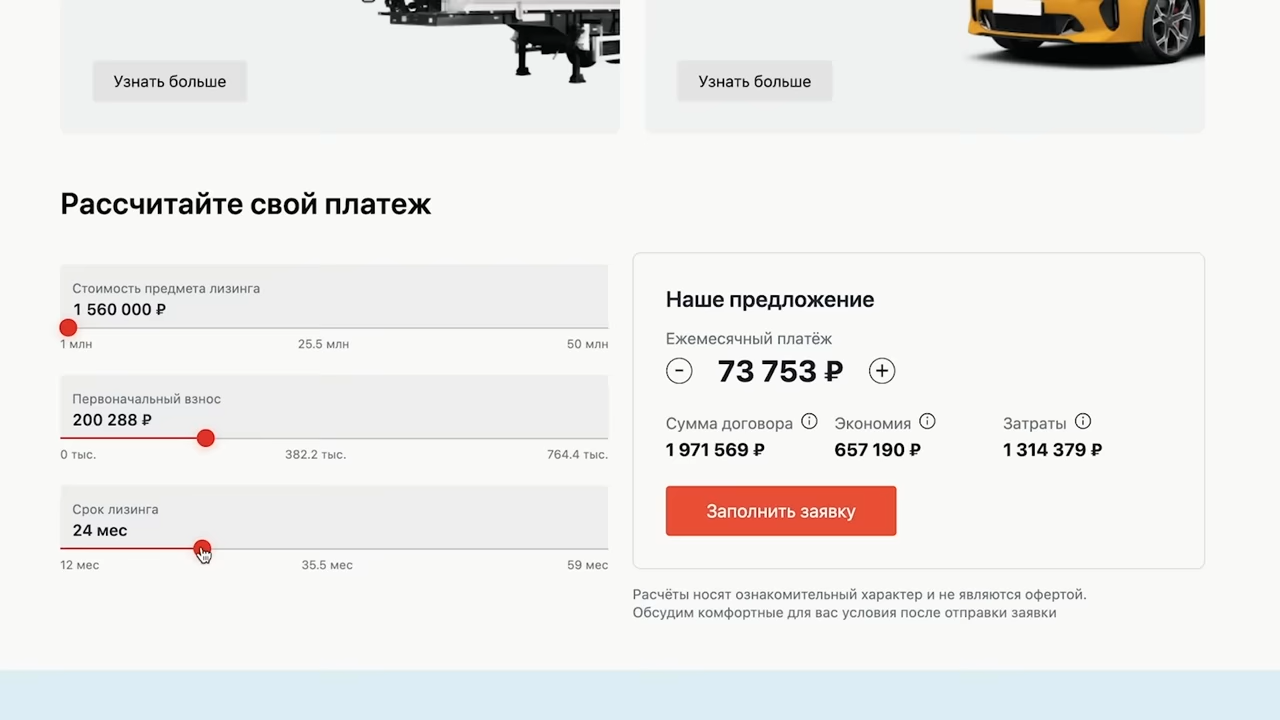 Узнать больше
Узнать больше
Рассчитайте свой платеж
Стоимость предмета лизинга
1 560 000 ₽
1 млн
25.5 млн
50 млн
Первоначальный взнос
200 288 ₽
0 тыс.
382.2 тыс.
764.4 тыс.
Срок лизинга
24 мес
12 мес
35.5 мес
59 мес
Наше предложение
Ежемесячный платёж
73 753 ₽
Сумма договора
Экономия
Затраты
1 971 569 ₽
657 190 ₽
1 314 379 ₽
Заполнить заявку
Расчёты носят ознакомительный характер и не являются офертой.
Обсудим комфортные для вас условия после отправки заявки